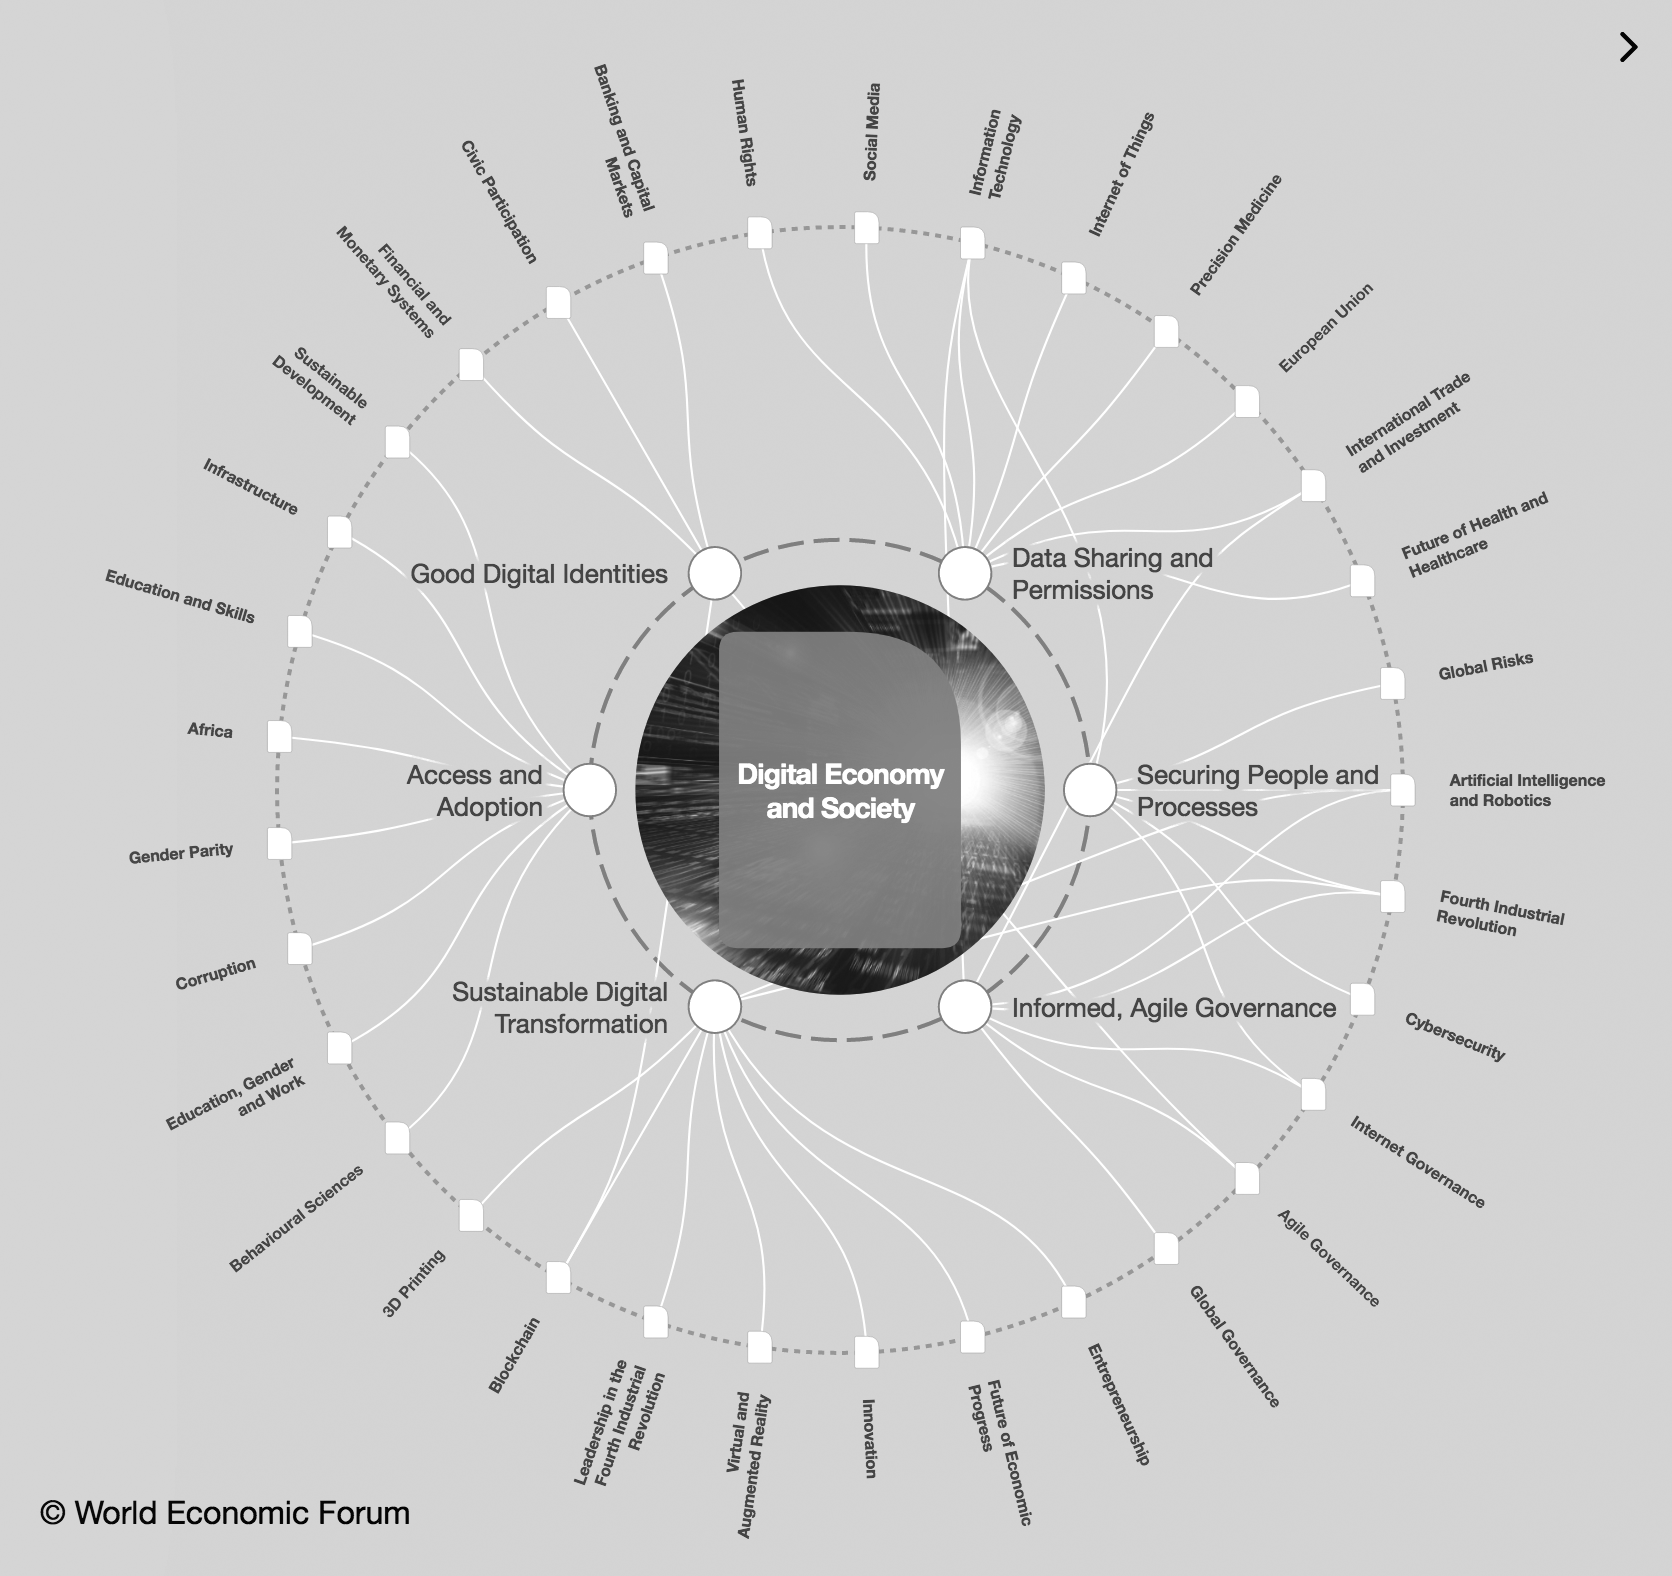 Human Rights
Social Media
Information
Technology
Internet of Things
Precision Medicine
European Union
International Trade
and Investment
Future of Health and
Healthcare
Global Risks
Artificial Intelligence
and Robotics
Fourth Industrial
Revolution
Cybersecurity
Internet Governance
Agile Governance
Global Governance
Entrepreneurship
Future of Economic
Progress
Innovation
Virtual and
Augmented Reality
Leadership in the
Fourth Industrial
Revolution
Blockchain
3D Printing
Behavioural Sciences
Education, Gender
and Work
Corruption
Gender Parity
Africa
Education and Skills
Infrastructure
Sustainable
Development
Financial and
Monetary Systems
Civic Participation
Banking and Capital
Markets
Good Digital Identities
Data Sharing and
Permissions
Access and
Adoption
Digital Economy
and Society
Securing People and
Processes
Sustainable Digital
Transformation
Informed, Agile Governance
© World Economic Forum